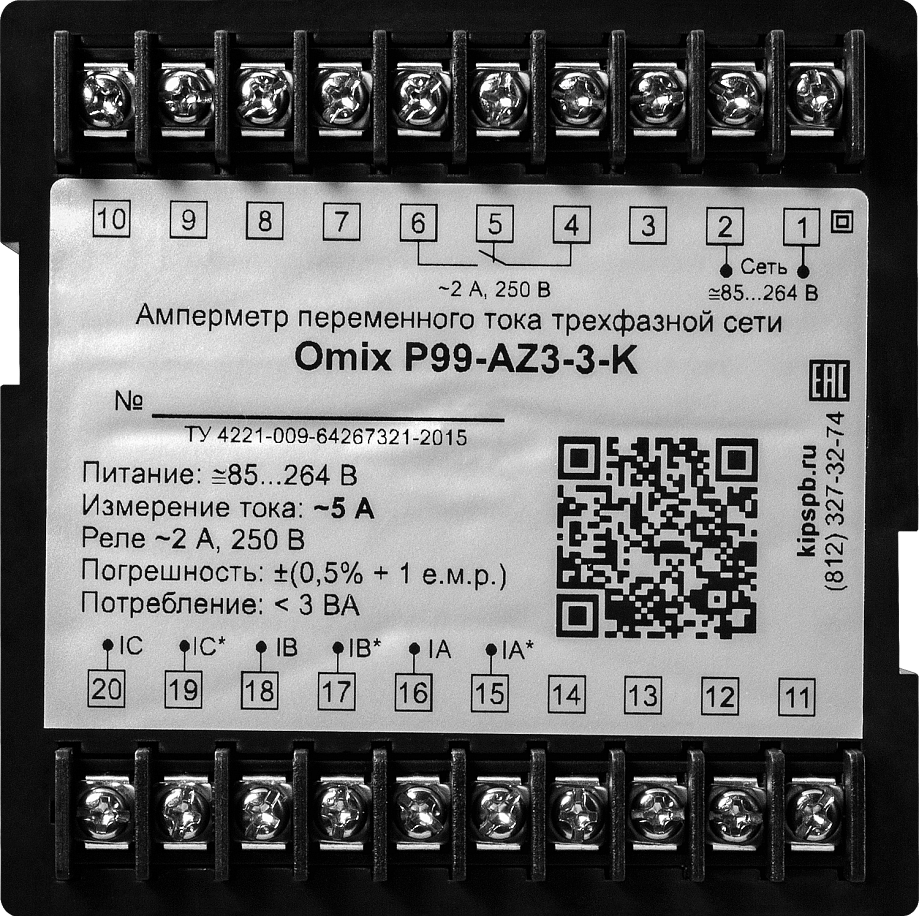 10 9 8 7 6 5 4 3 2 1
Сеть
~2 А, 250 В
≅85...264 В
Амперметр переменного тока трехфазной сети
Omix P99-AZ3-3-K
EAC
№
ТУ 4221-009-64267321-2015
Питание: ≅85...264 В
Измерение тока: ~5 А
Реле ~2 А, 250 В
Погрешность: ±(0,5% + 1 е.м.р.)
Потребление: < 3 ВА
kipspb.ru
(812) 327-32-74
IC IC* IB IB* IA IA*
20 19 18 17 16 15 14 13 12 11